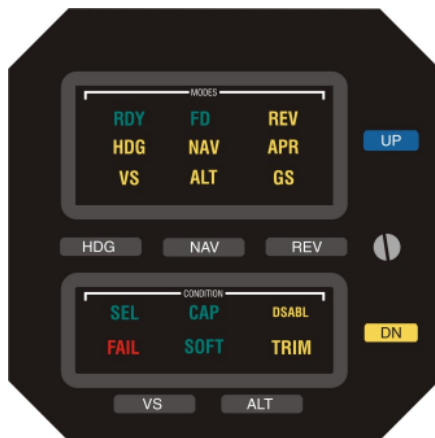 MODES
RDY FD REV
HDG NAV APR
VS ALT GS
UP
HDG NAV REV
CONDITION
SEL CAP DSABL
FAIL SOFT TRIM
DN
VS ALT